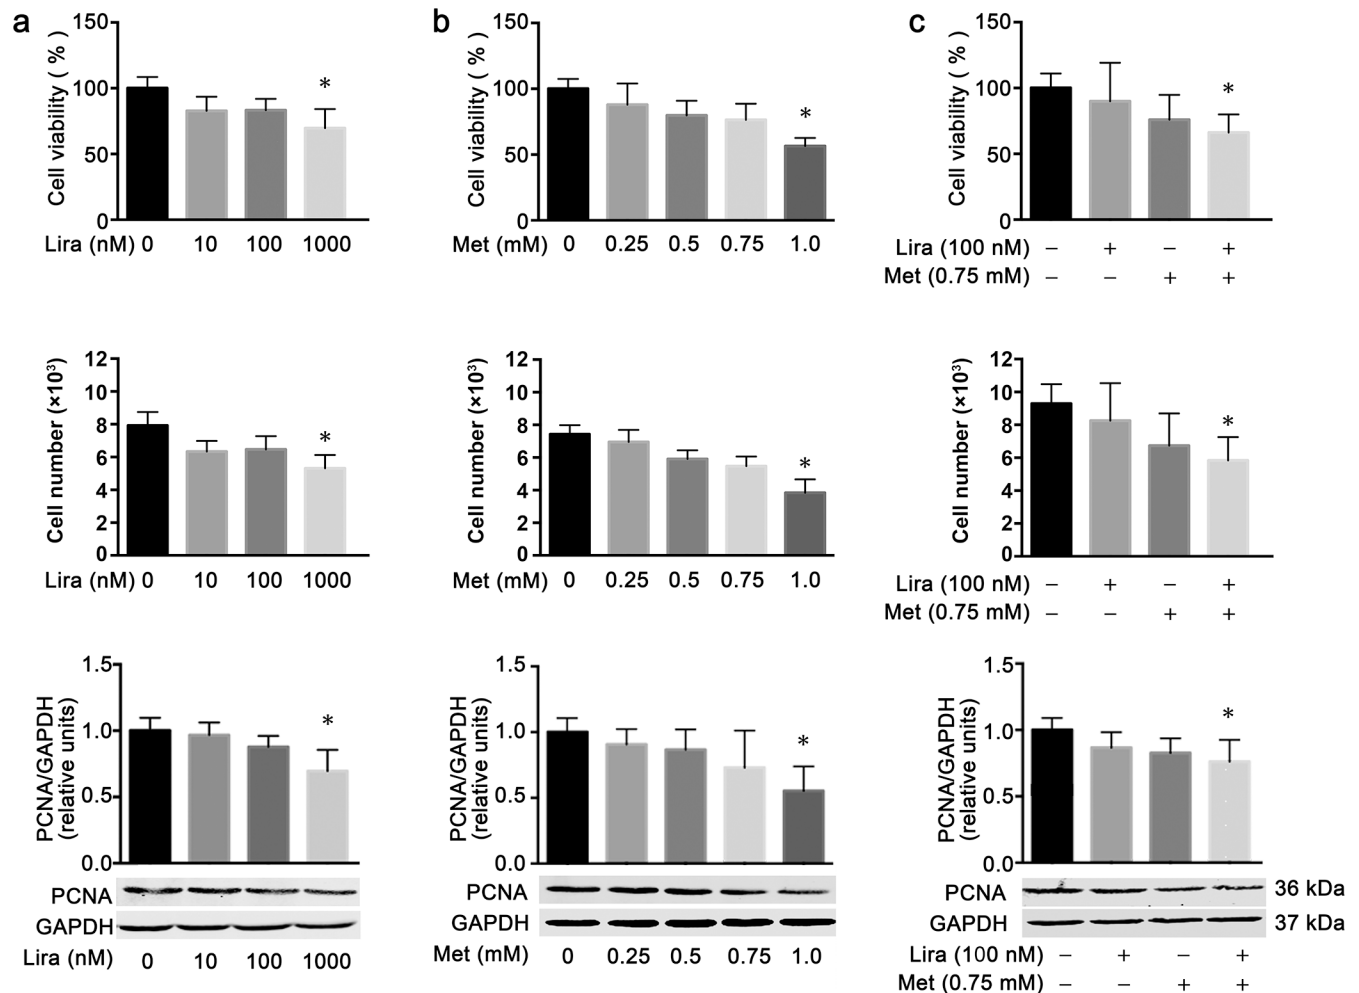 a
Cell viability ( % )
150
100
50
0
*
Lira (nM) 0 10 100 1000
b
Cell viability ( % )
150
100
50
0
*
Met (mM) 0 0.25 0.5 0.75 1.0
c
Cell viability ( % )
150
100
50
0
*
Lira (100 nM) – + – +
Met (0.75 mM) – – + +
Cell number (×10³)
12
10
8
6
4
2
0
*
Lira (nM) 0 10 100 1000
Cell number (×10³)
12
10
8
6
4
2
0
*
Met (mM) 0 0.25 0.5 0.75 1.0
Cell number (×10³)
12
10
8
6
4
2
0
*
Lira (100 nM) – + – +
Met (0.75 mM) – – + +
PCNA/GAPDH
(relative units)
1.5
1.0
0.5
0.0
*
PCNA
GAPDH
Lira (nM) 0 10 100 1000
PCNA/GAPDH
(relative units)
1.5
1.0
0.5
0.0
*
PCNA
GAPDH
Met (mM) 0 0.25 0.5 0.75 1.0
PCNA/GAPDH
(relative units)
1.5
1.0
0.5
0.0
*
PCNA 36 kDa
GAPDH 37 kDa
Lira (100 nM) – + – +
Met (0.75 mM) – – + +